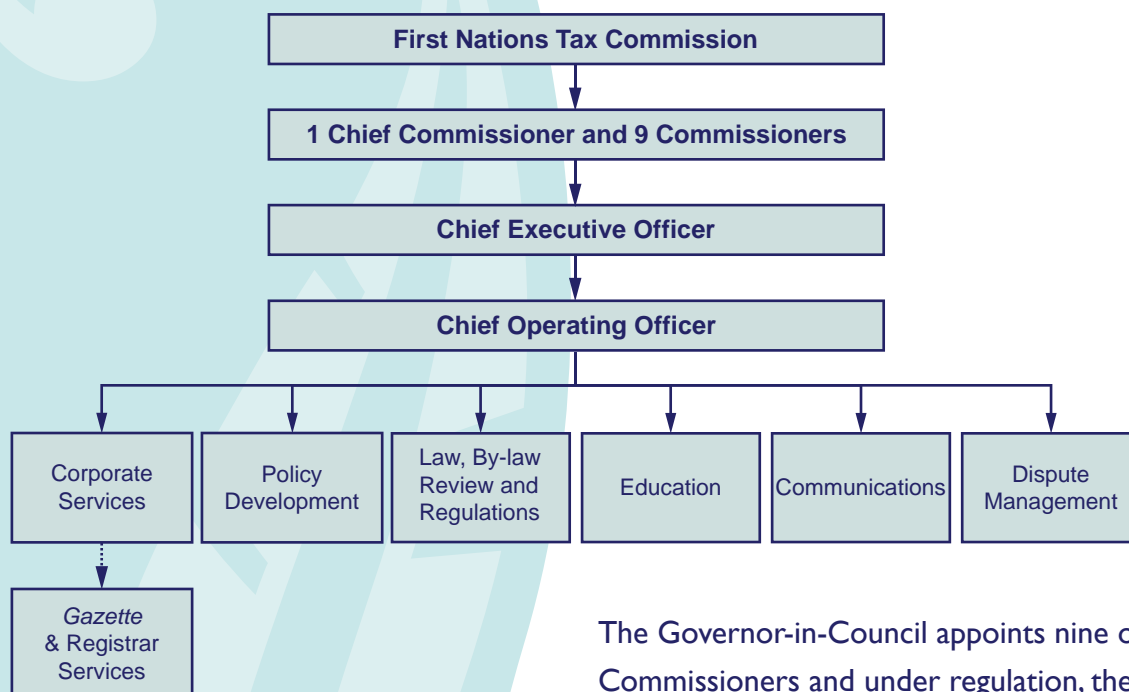 First Nations Tax Commission
1 Chief Commissioner and 9 Commissioners
Chief Executive Officer
Chief Operating Officer
Corporate
Services
Policy
Development
Law, By-law
Review and
Regulations
Education
Communications
Dispute
Management
Gazette
& Registrar
Services
The Governor-in-Council appoints nine
Commissioners and under regulation, the